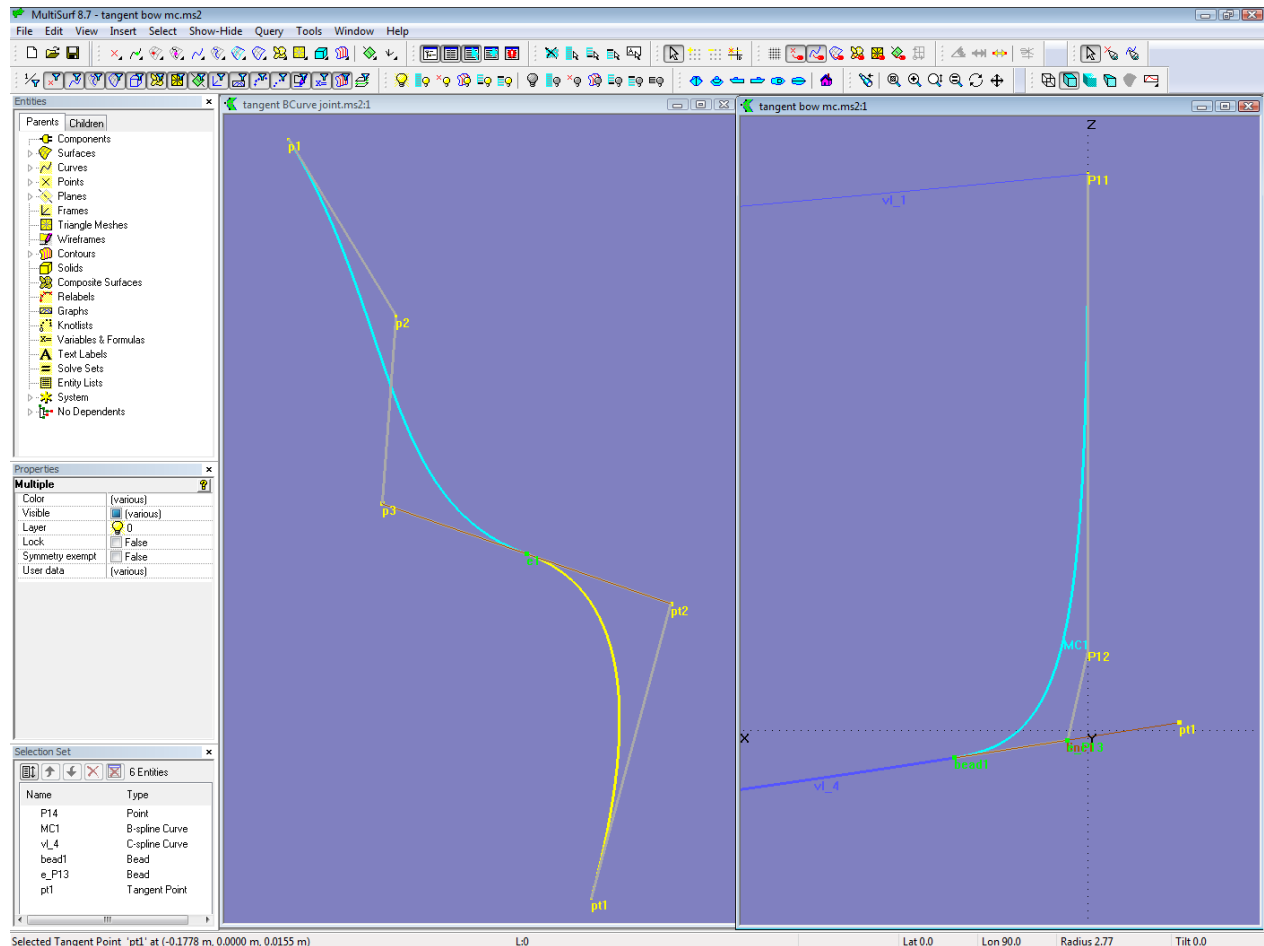 MultiSurf 8.7 - tangent bow mc.ms2
File Edit View Insert Select Show-Hide Query Tools Window Help
Entities
Parents Children
Components
Surfaces
Curves
Points
Planes
Frames
Triangle Meshes
Wireframes
Contours
Solids
Composite Surfaces
Relabels
Graphs
Knotlists
Variables & Formulas
Text Labels
Solve Sets
Entity Lists
System
No Dependents
Properties
Multiple
Color (various)
Visible (various)
Layer 0
Lock False
Symmetry exempt False
User data (various)
Selection Set
6 Entities
Name Type
P14 Point
MC1 B-spline Curve
vl_4 C-spline Curve
bead1 Bead
e_P13 Bead
pt1 Tangent Point
tangent BCurve joint.ms2:1
p1
p2
p3
pt2
pt1
tangent bow mc.ms2:1
Z
P11
vl_1
MC1
P12
pt1
X
Y
bead1
vl_4
Selected Tangent Point 'pt1' at (-0.1778 m, 0.0000 m, 0.0155 m) L:0 Lat 0.0 Lon 90.0 Radius 2.77 Tilt 0.0